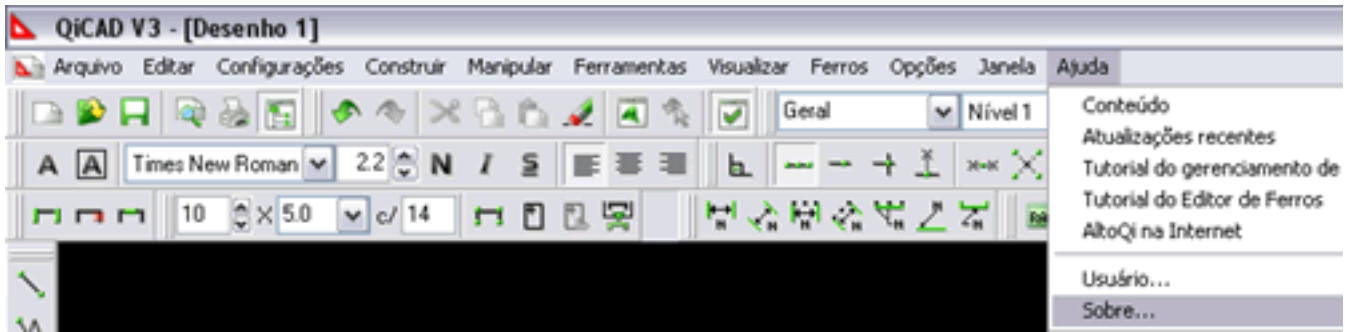 QiCAD V3 - [Desenho 1]
Arquivo Editar Configurações Construir Manipular Ferramentas Visualizar Ferros Opções Janela Ajuda
Geral Nível 1
Conteúdo
Atualizações recentes
A A Times New Roman 2.2 N I S
Tutorial do gerenciamento de
Tutorial do Editor de Ferros
10 X 5.0 c/ 14
AltoQi na Internet
Usuário...
Sobre...